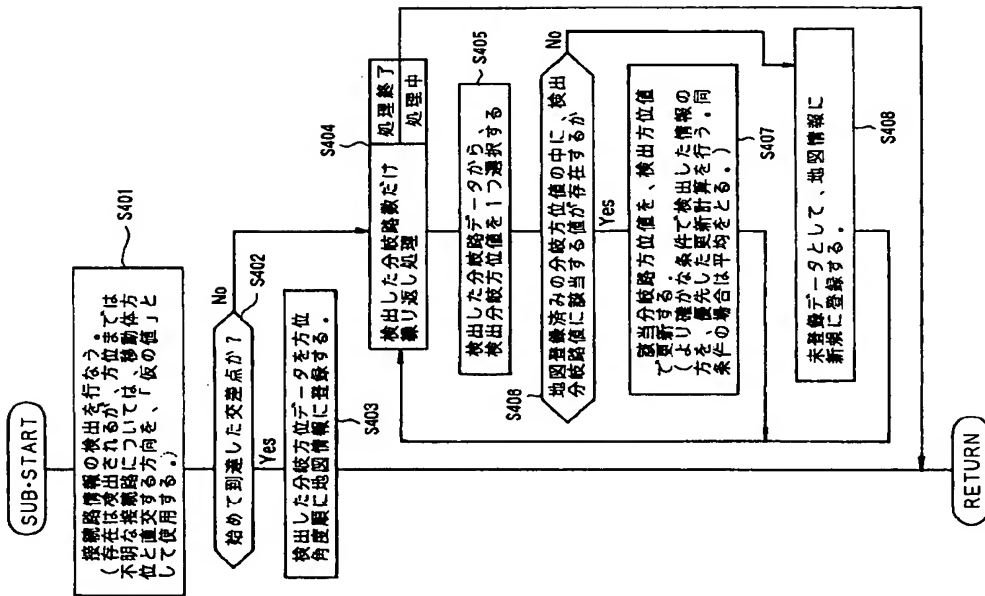 SUB・START
S401
接続路情報の検出を行なう。
(存在は検出されるが、方位までは
不明な接続路については、移動体方
位と直交する方向を、「仮の値」と
して使用する。)
S402
始めて到達した交差点か?
No
Yes
S403
検出した分岐方位データを方位
角度順に地図情報に登録する。
S404
検出した分岐路数だけ
繰り返し処理
処理終了
処理中
S405
検出した分岐路データから、
検出分岐方位値を1つ選択する
S406
地図登録済みの分岐方位値の中に、検出
分岐路値に該当する値が存在するか
No
Yes
S407
該当分岐路方位値を、検出方位値
で更新する。
(より確かな条件で検出した情報の
方を、優先した更新計算を行う。同
条件の場合は平均をとる。)
S408
未登録データとして、地図情報に
新規に登録する。
RETURN